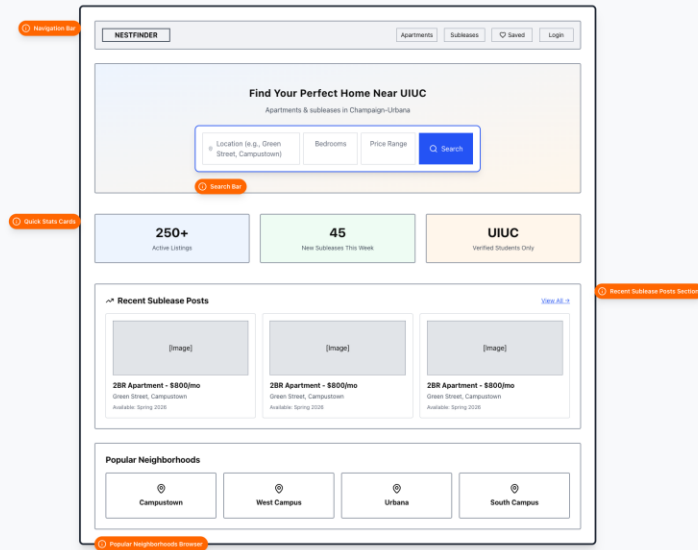 Navigation Bar
NESTFINDER
Apartments
Subleases
Saved
Login
Find Your Perfect Home Near UIUC
Apartments & subleases in Champaign-Urbana
Location (e.g., Green
Street, Campustown)
Bedrooms
Price Range
Search
Search Bar
Quick Stats Cards
250+
Active Listings
45
New Subleases This Week
UIUC
Verified Students Only
Recent Sublease Posts Section
Recent Sublease Posts
View All →
[Image]
2BR Apartment - $800/mo
Green Street, Campustown
Available: Spring 2026
[Image]
2BR Apartment - $800/mo
Green Street, Campustown
Available: Spring 2026
[Image]
2BR Apartment - $800/mo
Green Street, Campustown
Available: Spring 2026
Popular Neighborhoods
Campustown
West Campus
Urbana
South Campus
Popular Neighborhoods Browser